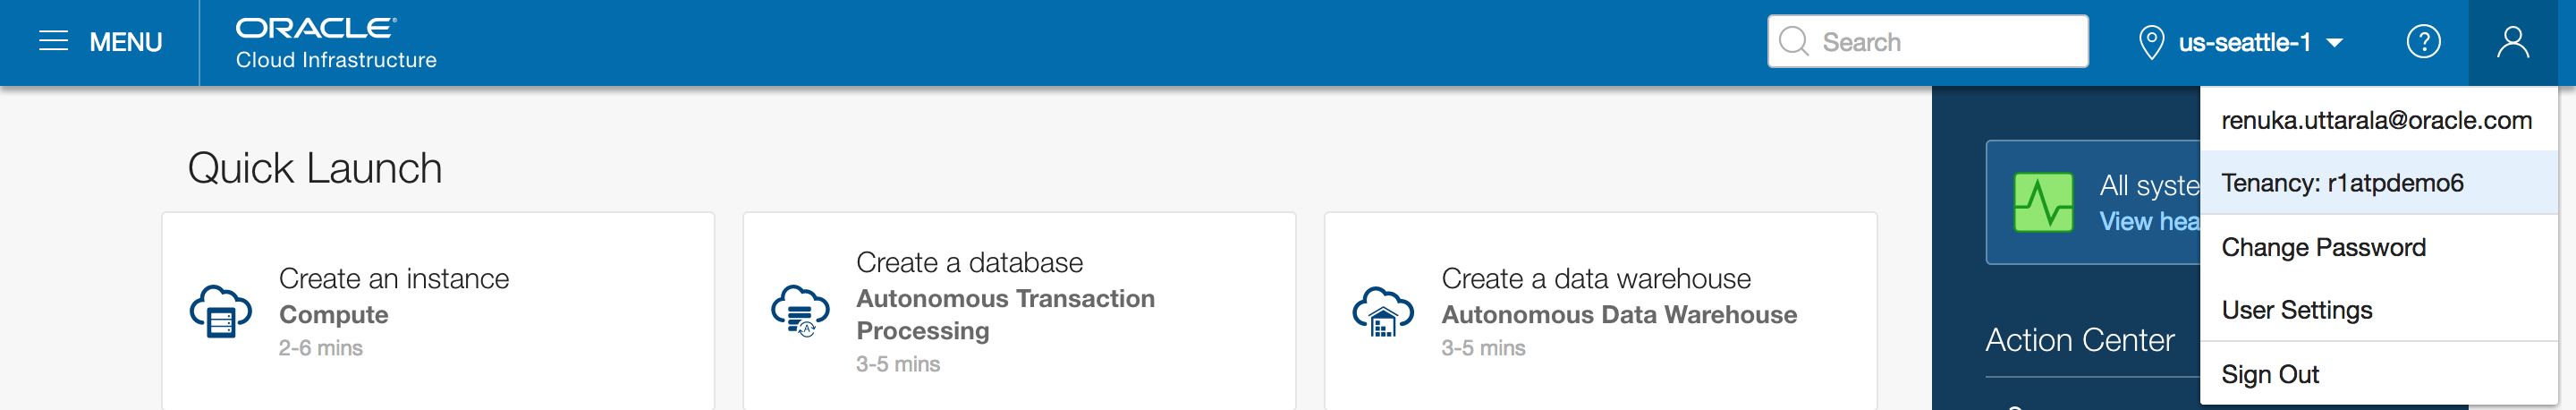 MENU
ORACLE
Cloud Infrastructure
Search
us-seattle-1
?
renuka.uttarala@oracle.com
Tenancy: r1atpdemo6
Change Password
User Settings
Sign Out
Quick Launch
Create an instance
Compute
2-6 mins
Create a database
Autonomous Transaction
Processing
3-5 mins
Create a data warehouse
Autonomous Data Warehouse
3-5 mins
All syste
View hea
Action Center